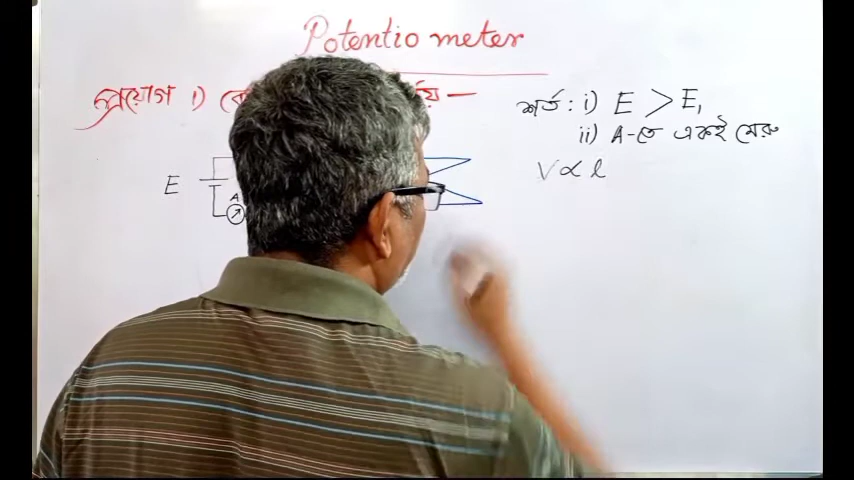 Potentio meter
প্রয়োগ i)
শর্ত : i) E > E₁
ii) A-তে একই মেরু
V ∝ l
E
A